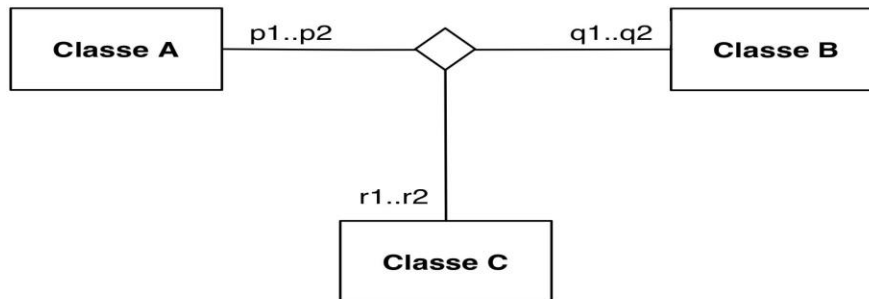 p1..p2
q1..q2
Classe A
Classe B
r1..r2
Classe C